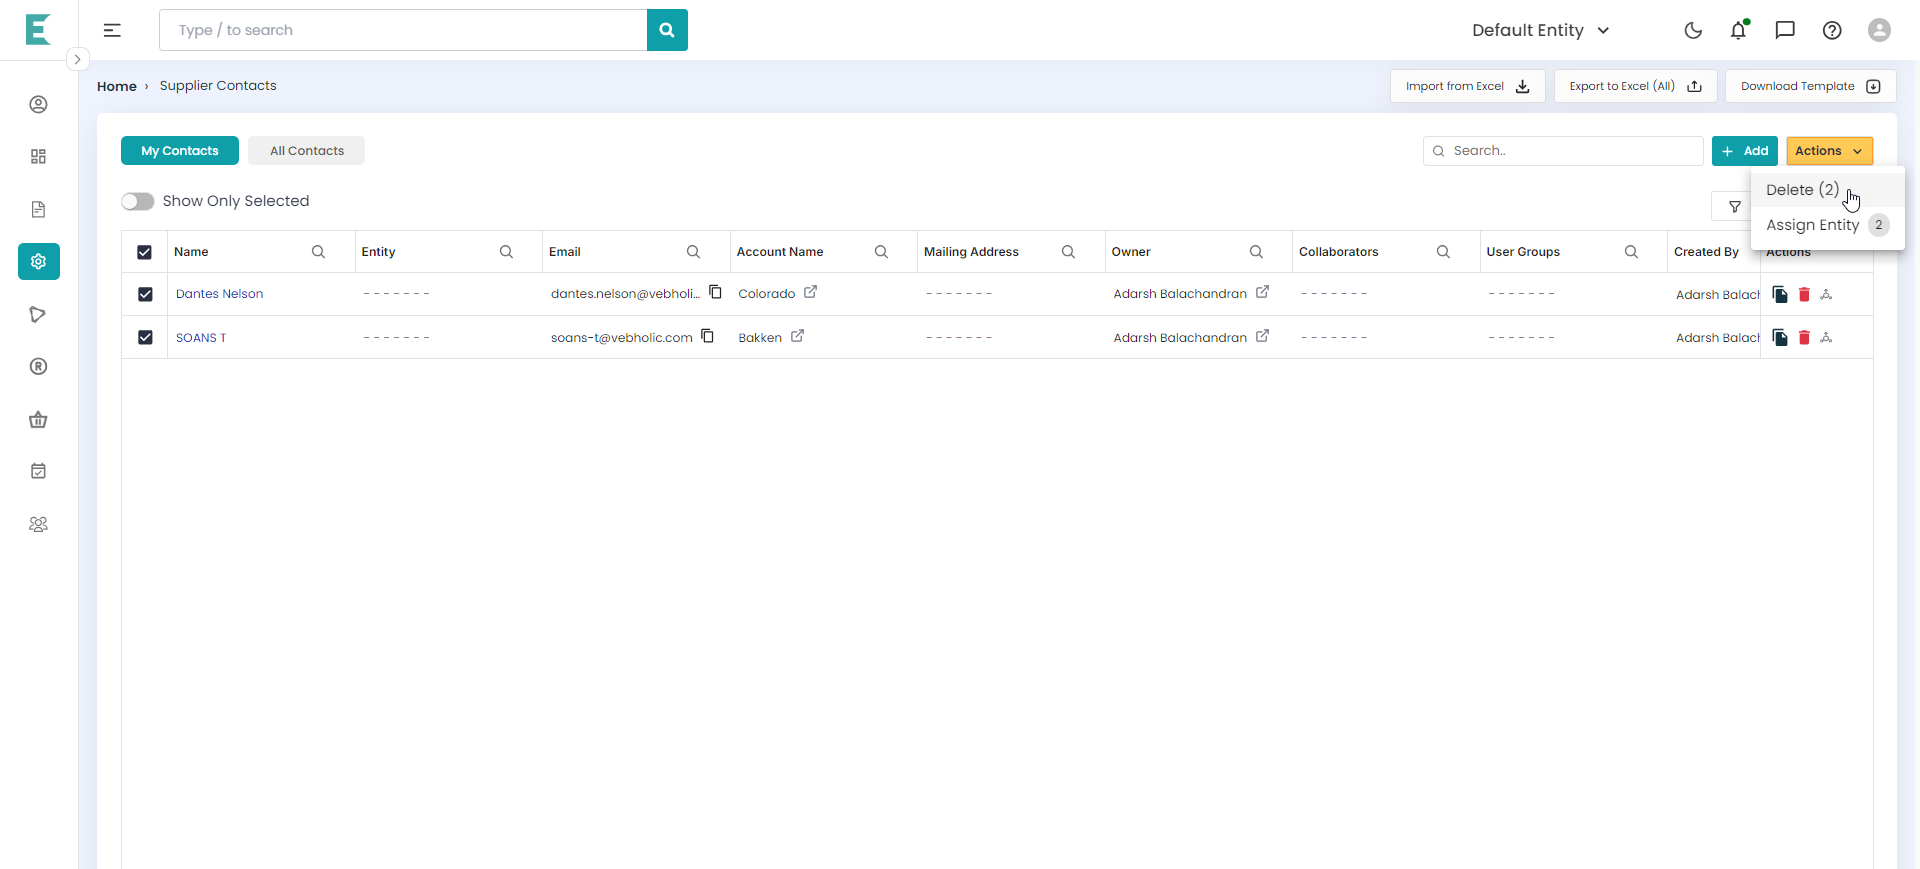 Type / to search
Default Entity
Home › Supplier Contacts
Import from Excel
Export to Excel (All)
Download Template
My Contacts
All Contacts
Search..
+ Add
Actions
Show Only Selected
Delete (2)
Assign Entity 2
Name
Entity
Email
Account Name
Mailing Address
Owner
Collaborators
User Groups
Created By
Actions
Dantes Nelson
- - - - - - -
dantes.nelson@vebholi...
Colorado
- - - - - - -
Adarsh Balachandran
- - - - - - -
- - - - - - -
Adarsh Balach
SOANS T
- - - - - - -
soans-t@vebholic.com
Bakken
- - - - - - -
Adarsh Balachandran
- - - - - - -
- - - - - - -
Adarsh Balach